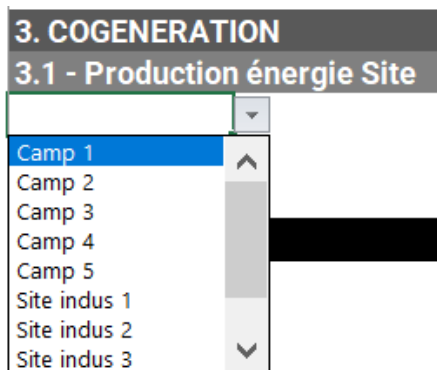 3. COGENERATION
3.1 - Production énergie Site
Camp 1
Camp 2
Camp 3
Camp 4
Camp 5
Site indus 1
Site indus 2
Site indus 3